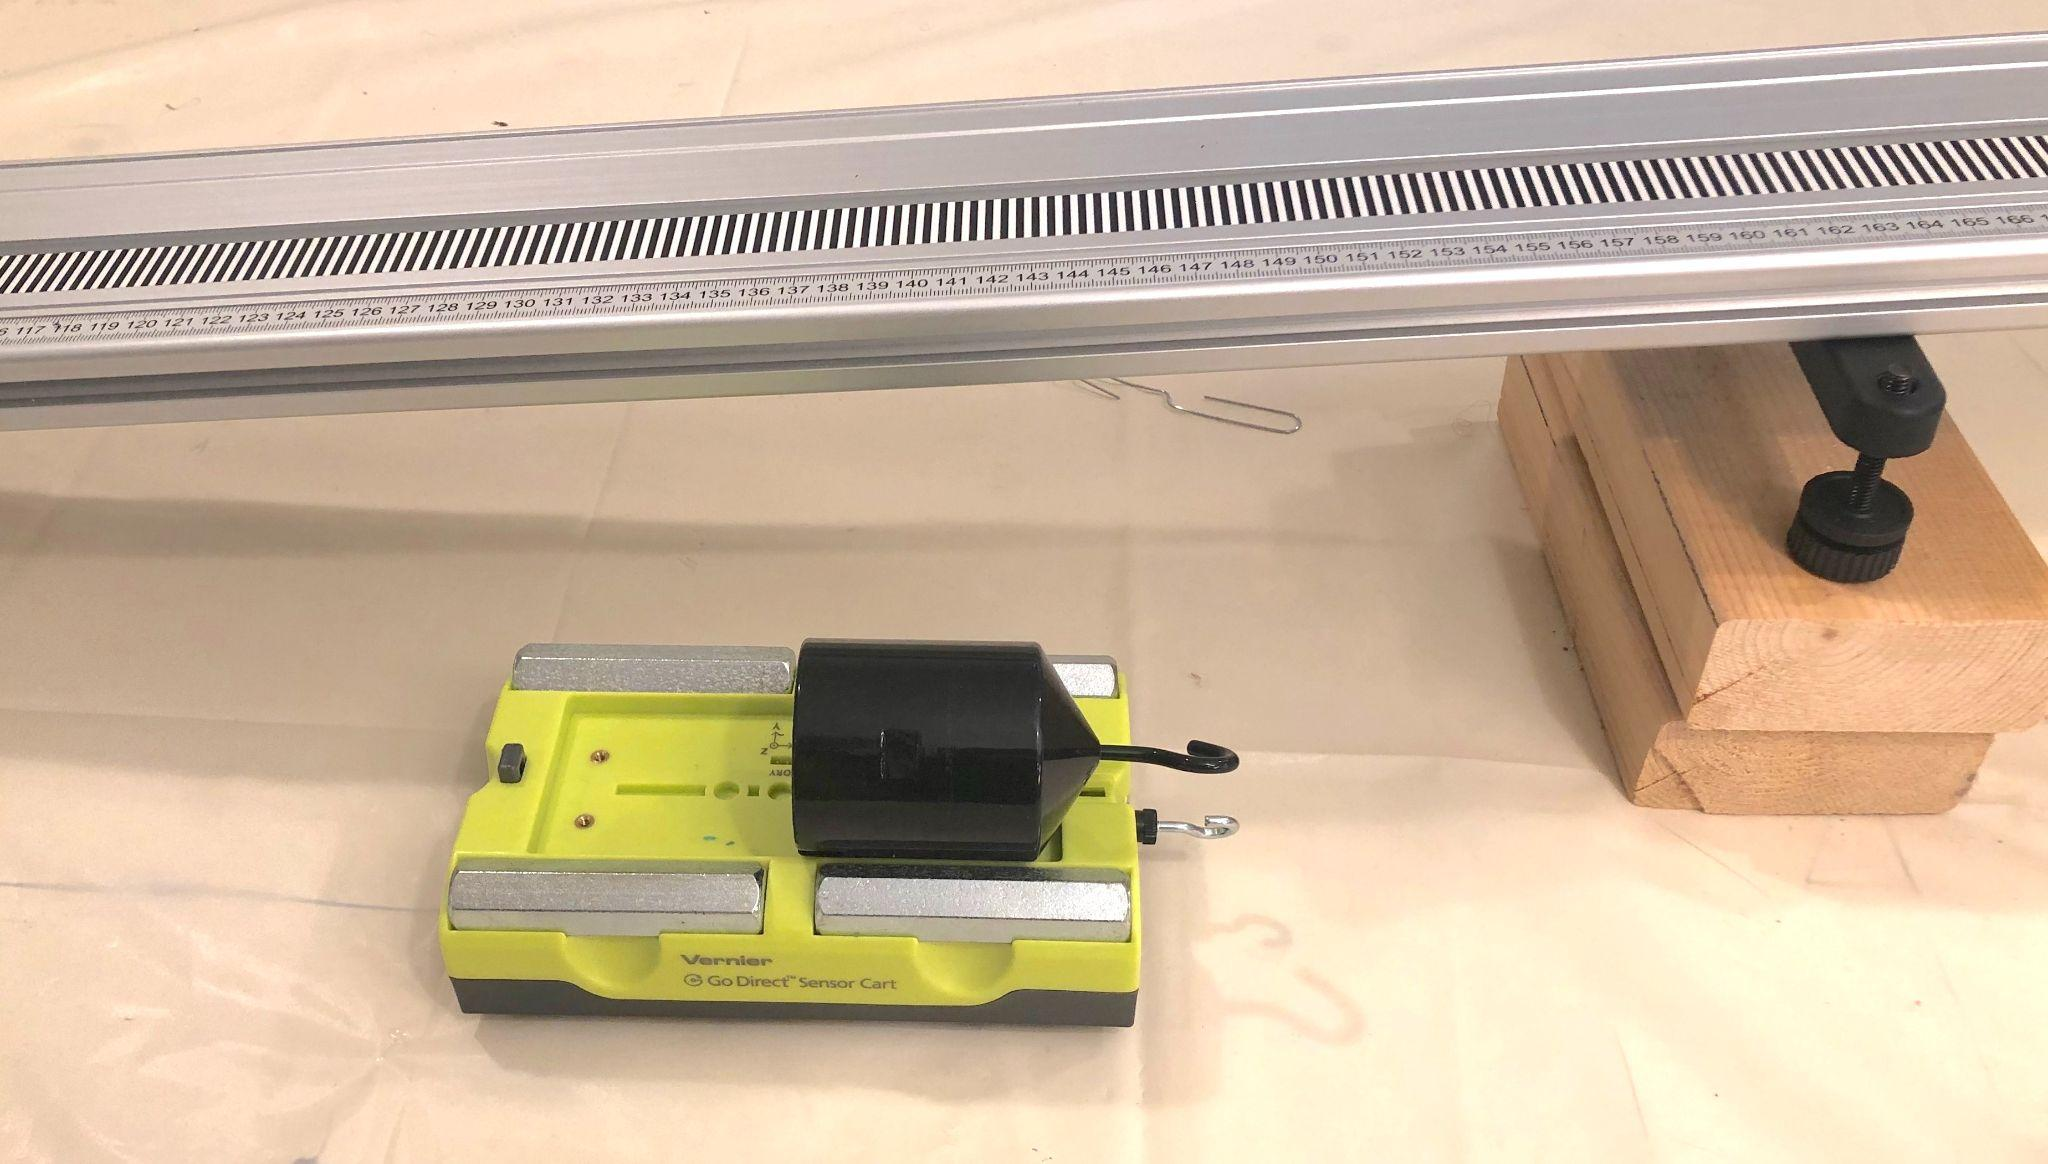 117 118 119 120 121 122 123 124 125 126 127 128 129 130 131 132 133 134 135 136 137 138 139 140 141 142 143 144 145 146 147 148 149 150 151 152 153 154 155 156 157 158 159 160 161 162 163 164 165 166
Y
Z
Vernier
Go Direct™ Sensor Cart